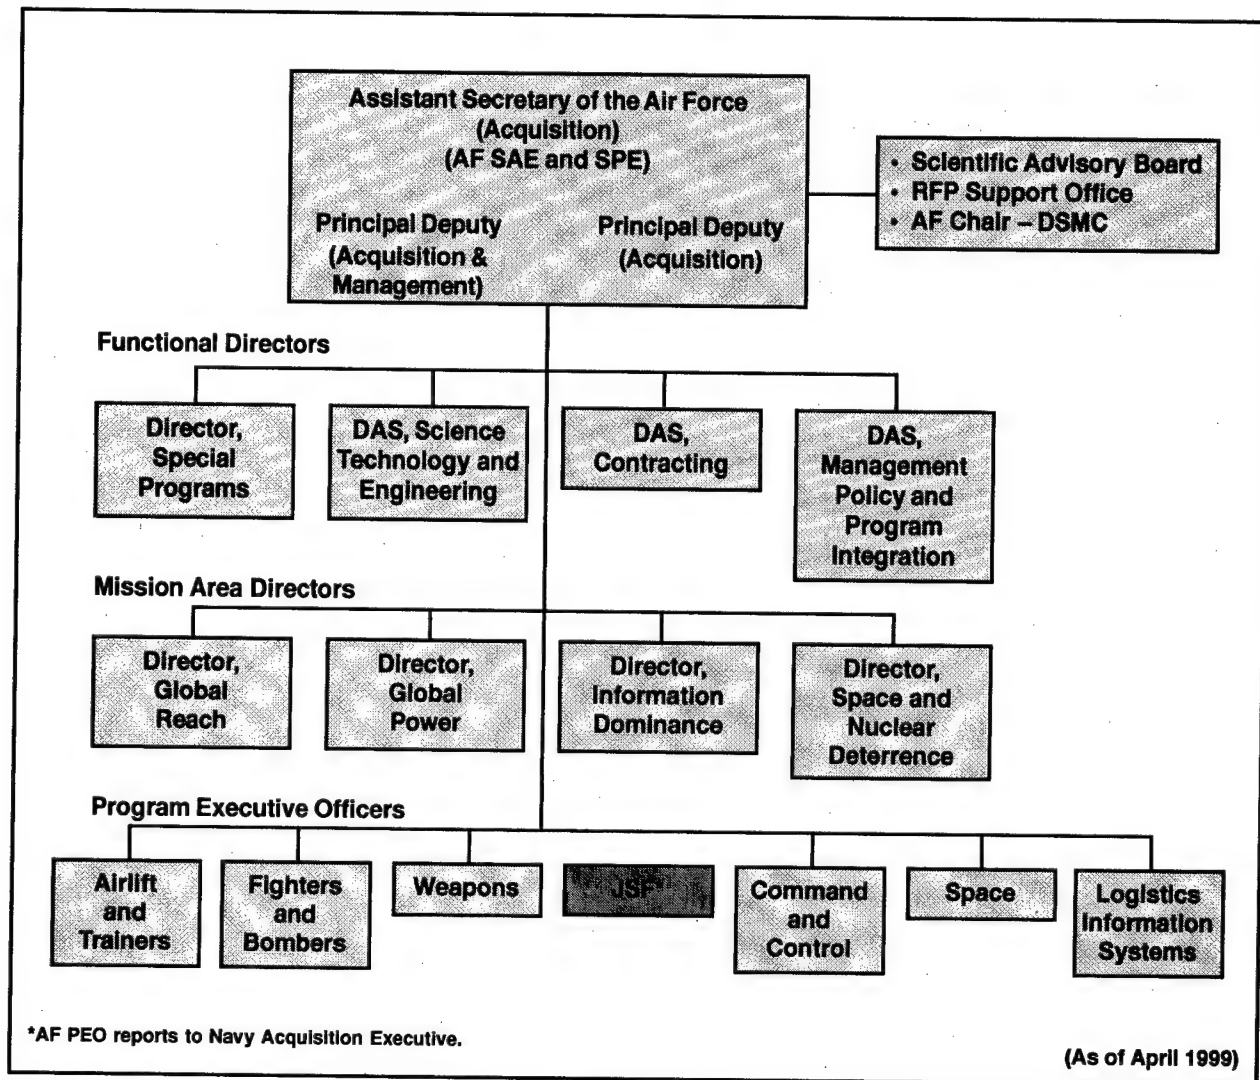 Assistant Secretary of the Air Force
(Acquisition)
(AF SAE and SPE)
Principal Deputy
(Acquisition &
Management)
Principal Deputy
(Acquisition)
• Scientific Advisory Board
• RFP Support Office
• AF Chair – DSMC
Functional Directors
Director,
Special
Programs
DAS, Science
Technology and
Engineering
DAS,
Contracting
DAS,
Management
Policy and
Program
Integration
Mission Area Directors
Director,
Global
Reach
Director,
Global
Power
Director,
Information
Dominance
Director,
Space and
Nuclear
Deterrence
Program Executive Officers
Airlift
and
Trainers
Fighters
and
Bombers
Weapons
JSF*
Command
and
Control
Space
Logistics
Information
Systems
*AF PEO reports to Navy Acquisition Executive.
(As of April 1999)